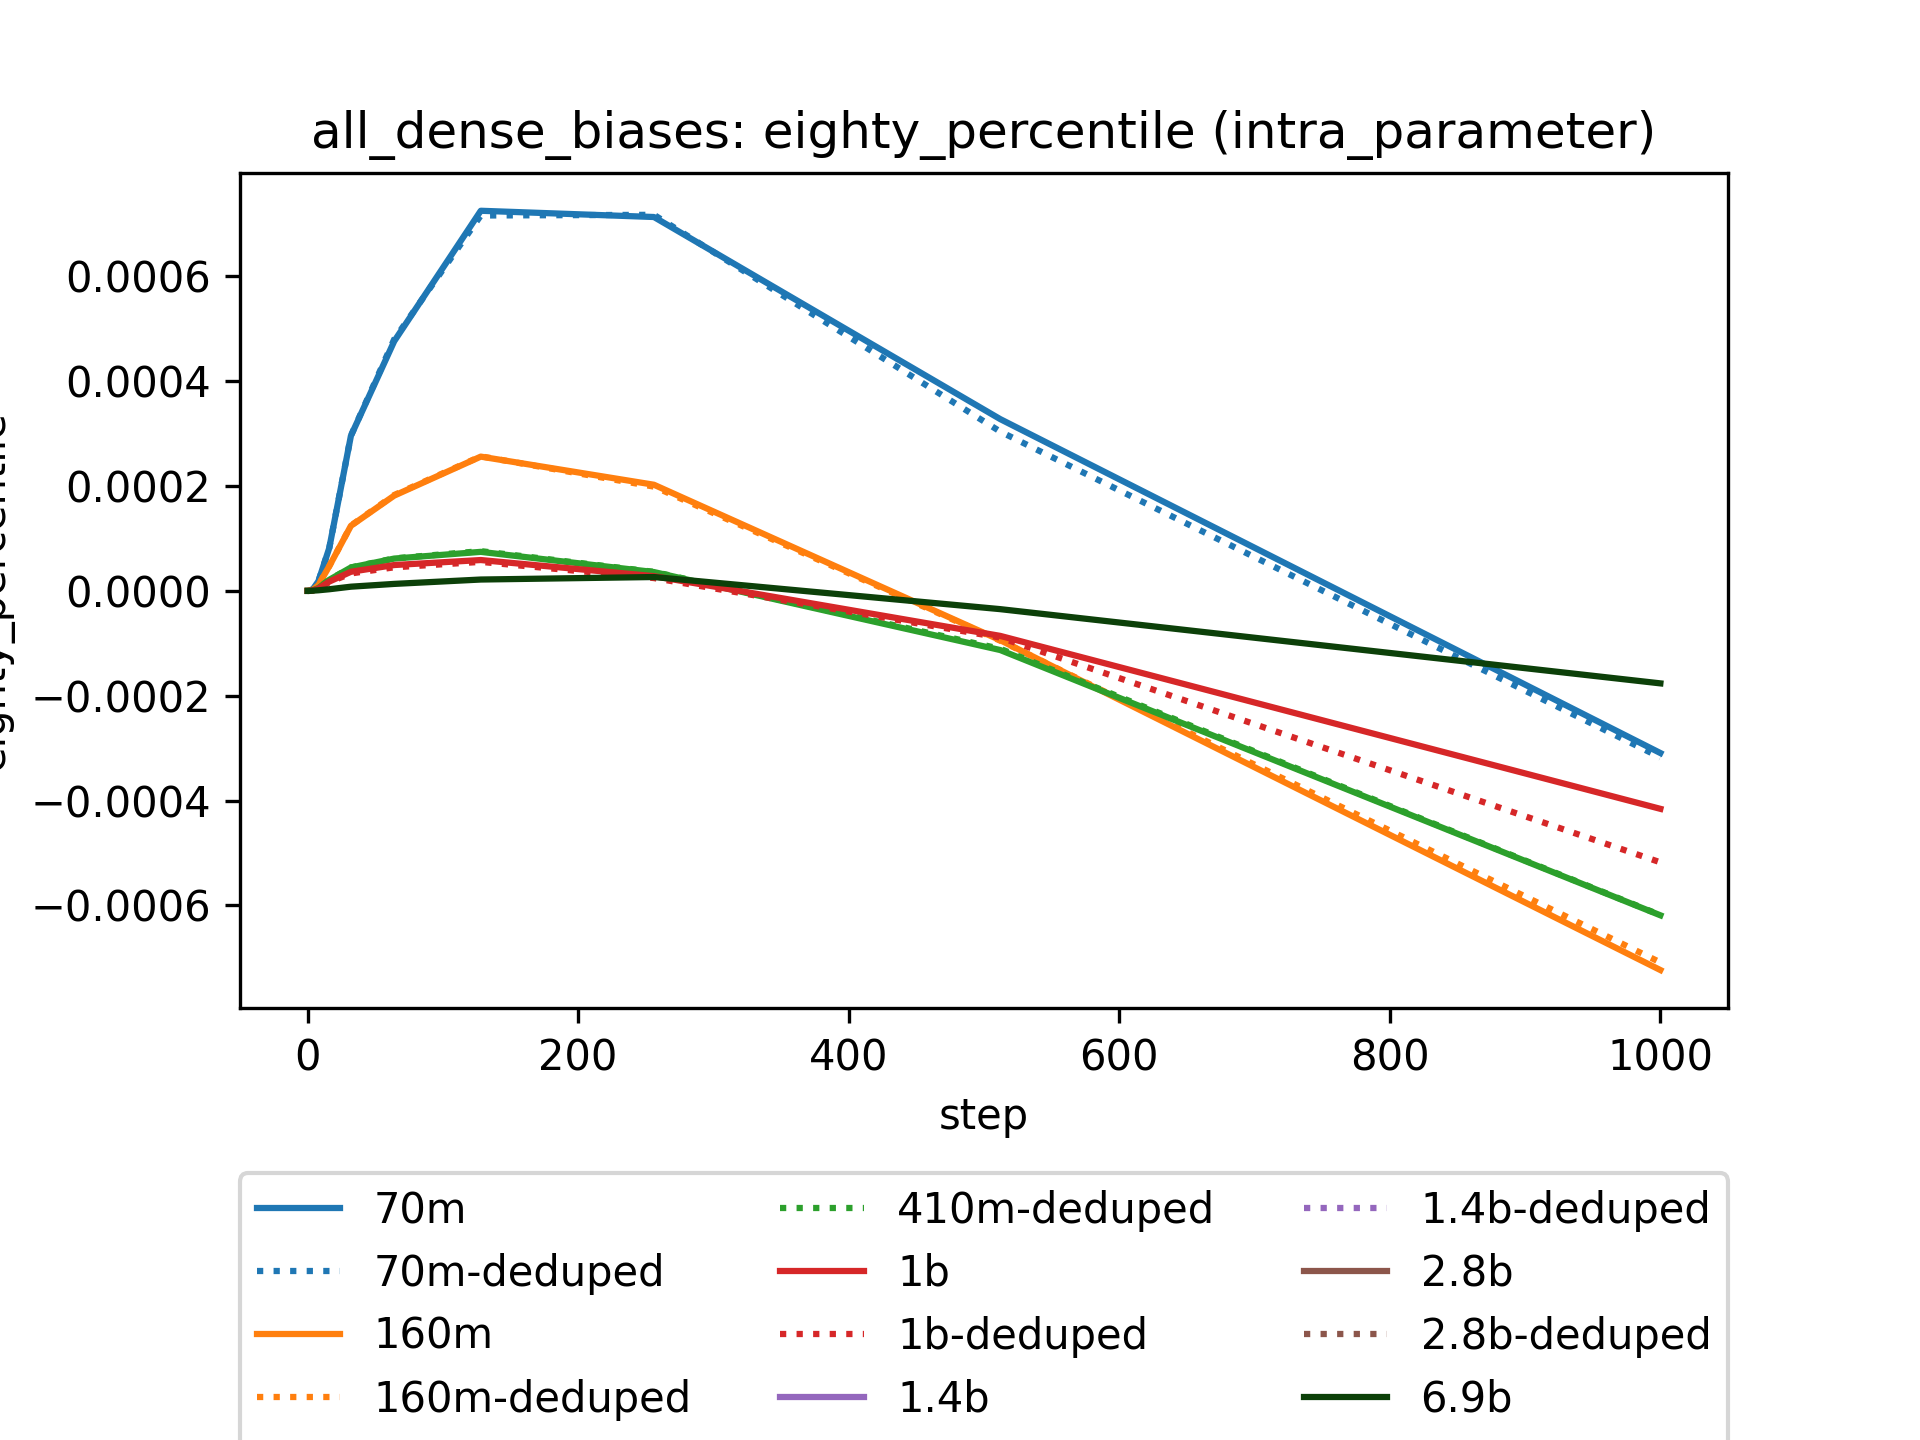 all_dense_biases: eighty_percentile (intra_parameter)
0.0006
0.0004
0.0002
0.0000
−0.0002
−0.0004
−0.0006
eighty_percentile
0 200 400 600 800 1000
step
70m 410m-deduped 1.4b-deduped
70m-deduped 1b 2.8b
160m 1b-deduped 2.8b-deduped
160m-deduped 1.4b 6.9b